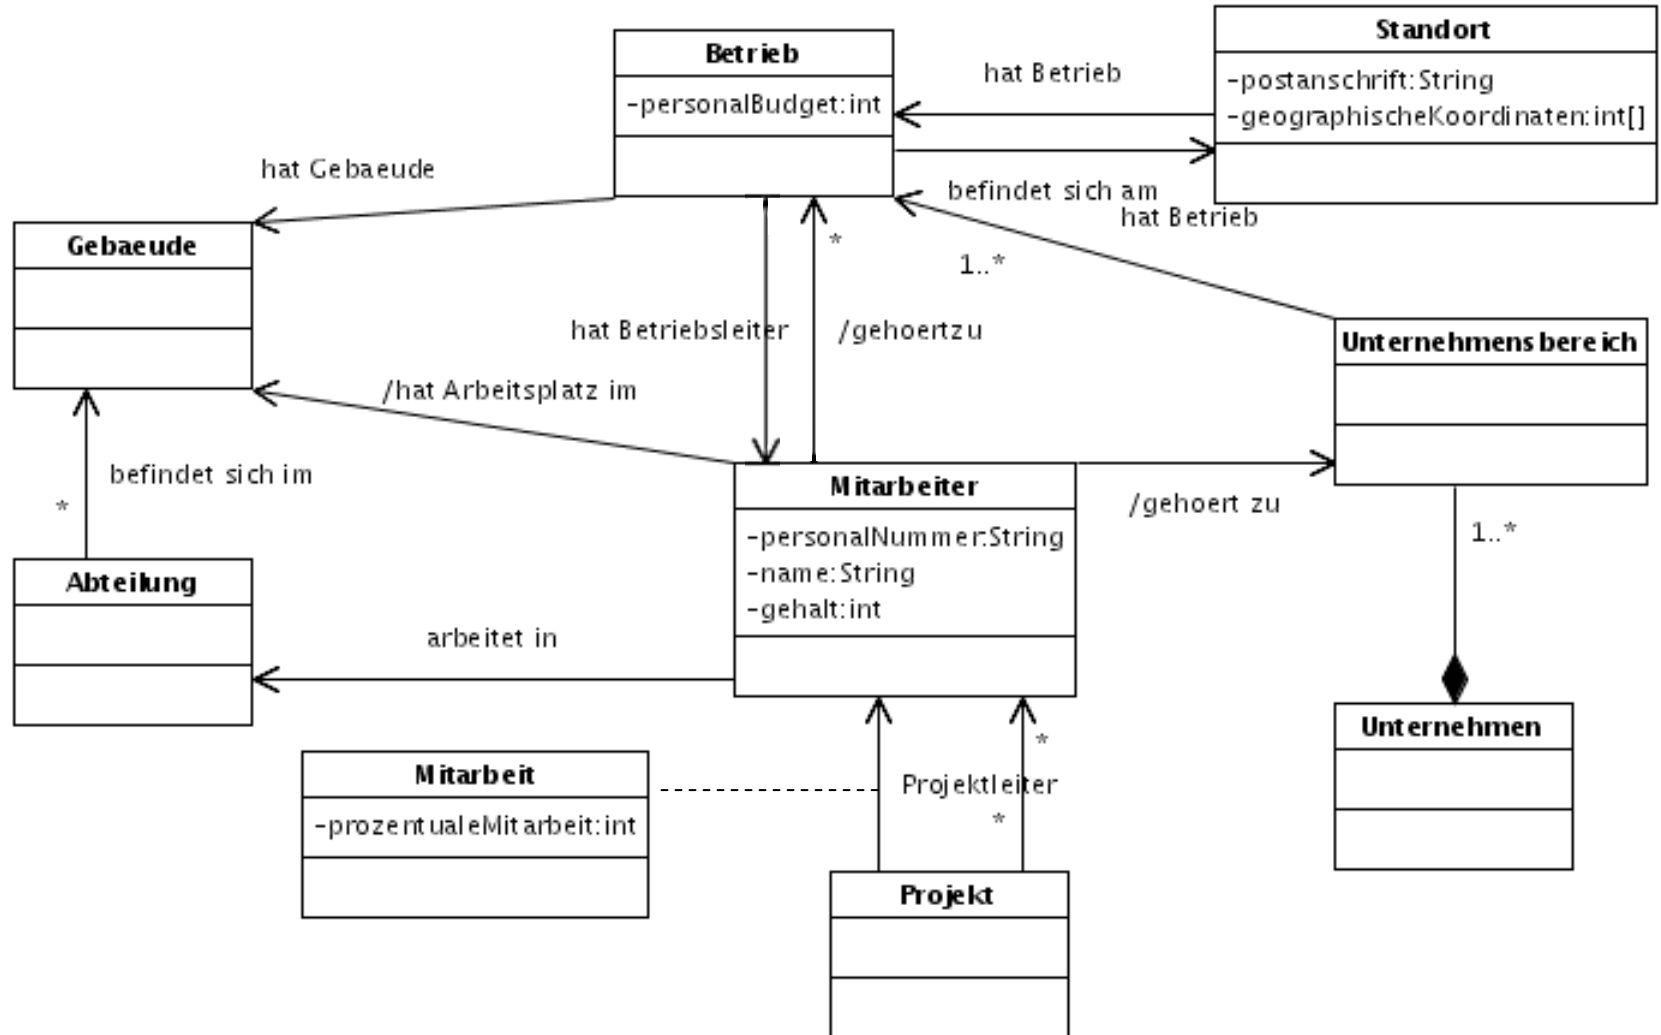 Betrieb
-personalBudget:int
Standort
-postanschrift:String
-geographischeKoordinaten:int[]
hat Betrieb
befindet sich am
hat Betrieb
1..*
hat Gebaeude
Gebaeude
*
hat Betriebsleiter
/gehoertzu
Unternehmensbereich
/hat Arbeitsplatz im
befindet sich im
*
Mitarbeiter
-personalNummer:String
-name:String
-gehalt:int
/gehoert zu
1..*
Abteilung
arbeitet in
Unternehmen
Mitarbeit
-prozentualeMitarbeit:int
*
Projektleiter
*
Projekt